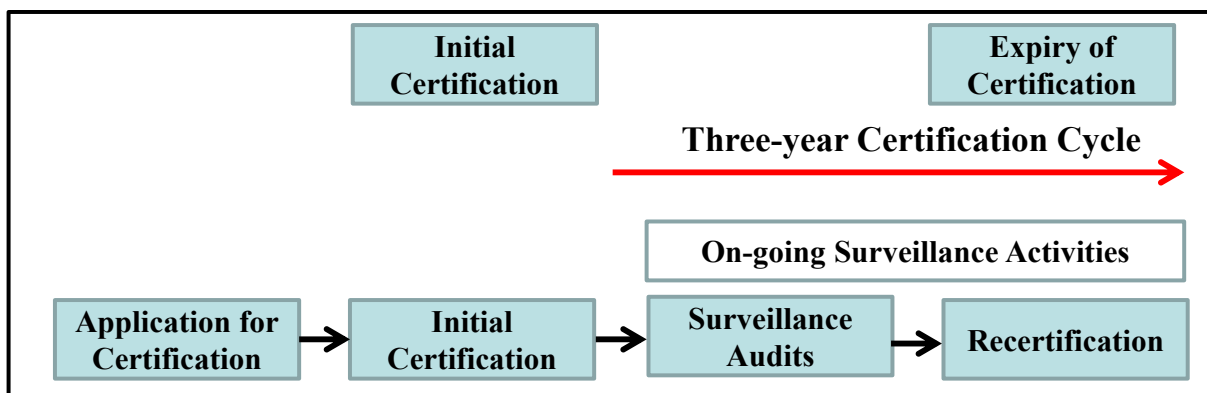 Initial
Certification
Expiry of
Certification
Three-year Certification Cycle
On-going Surveillance Activities
Application for
Certification
Initial
Certification
Surveillance
Audits
Recertification